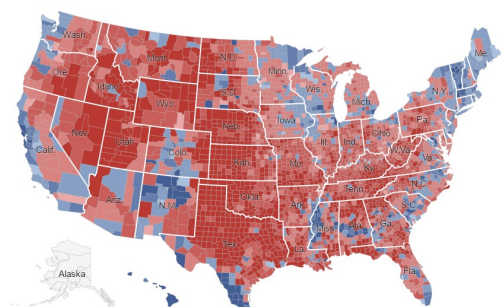 Wash.
Mont.
N.D.
Minn.
Me.
Ore.
Idaho
S.D.
Wis.
Mich.
N.Y.
Wyo.
Iowa
Neb.
Pa.
Nev.
Utah
Colo.
Ill.
Ind.
Ohio
W.Va.
Va.
Calif.
Kan.
Mo.
Ky.
N.C.
Tenn.
Ariz.
N.M.
Okla.
Ark.
S.C.
Miss.
Ala.
Ga.
Tex.
La.
Fla.
Alaska